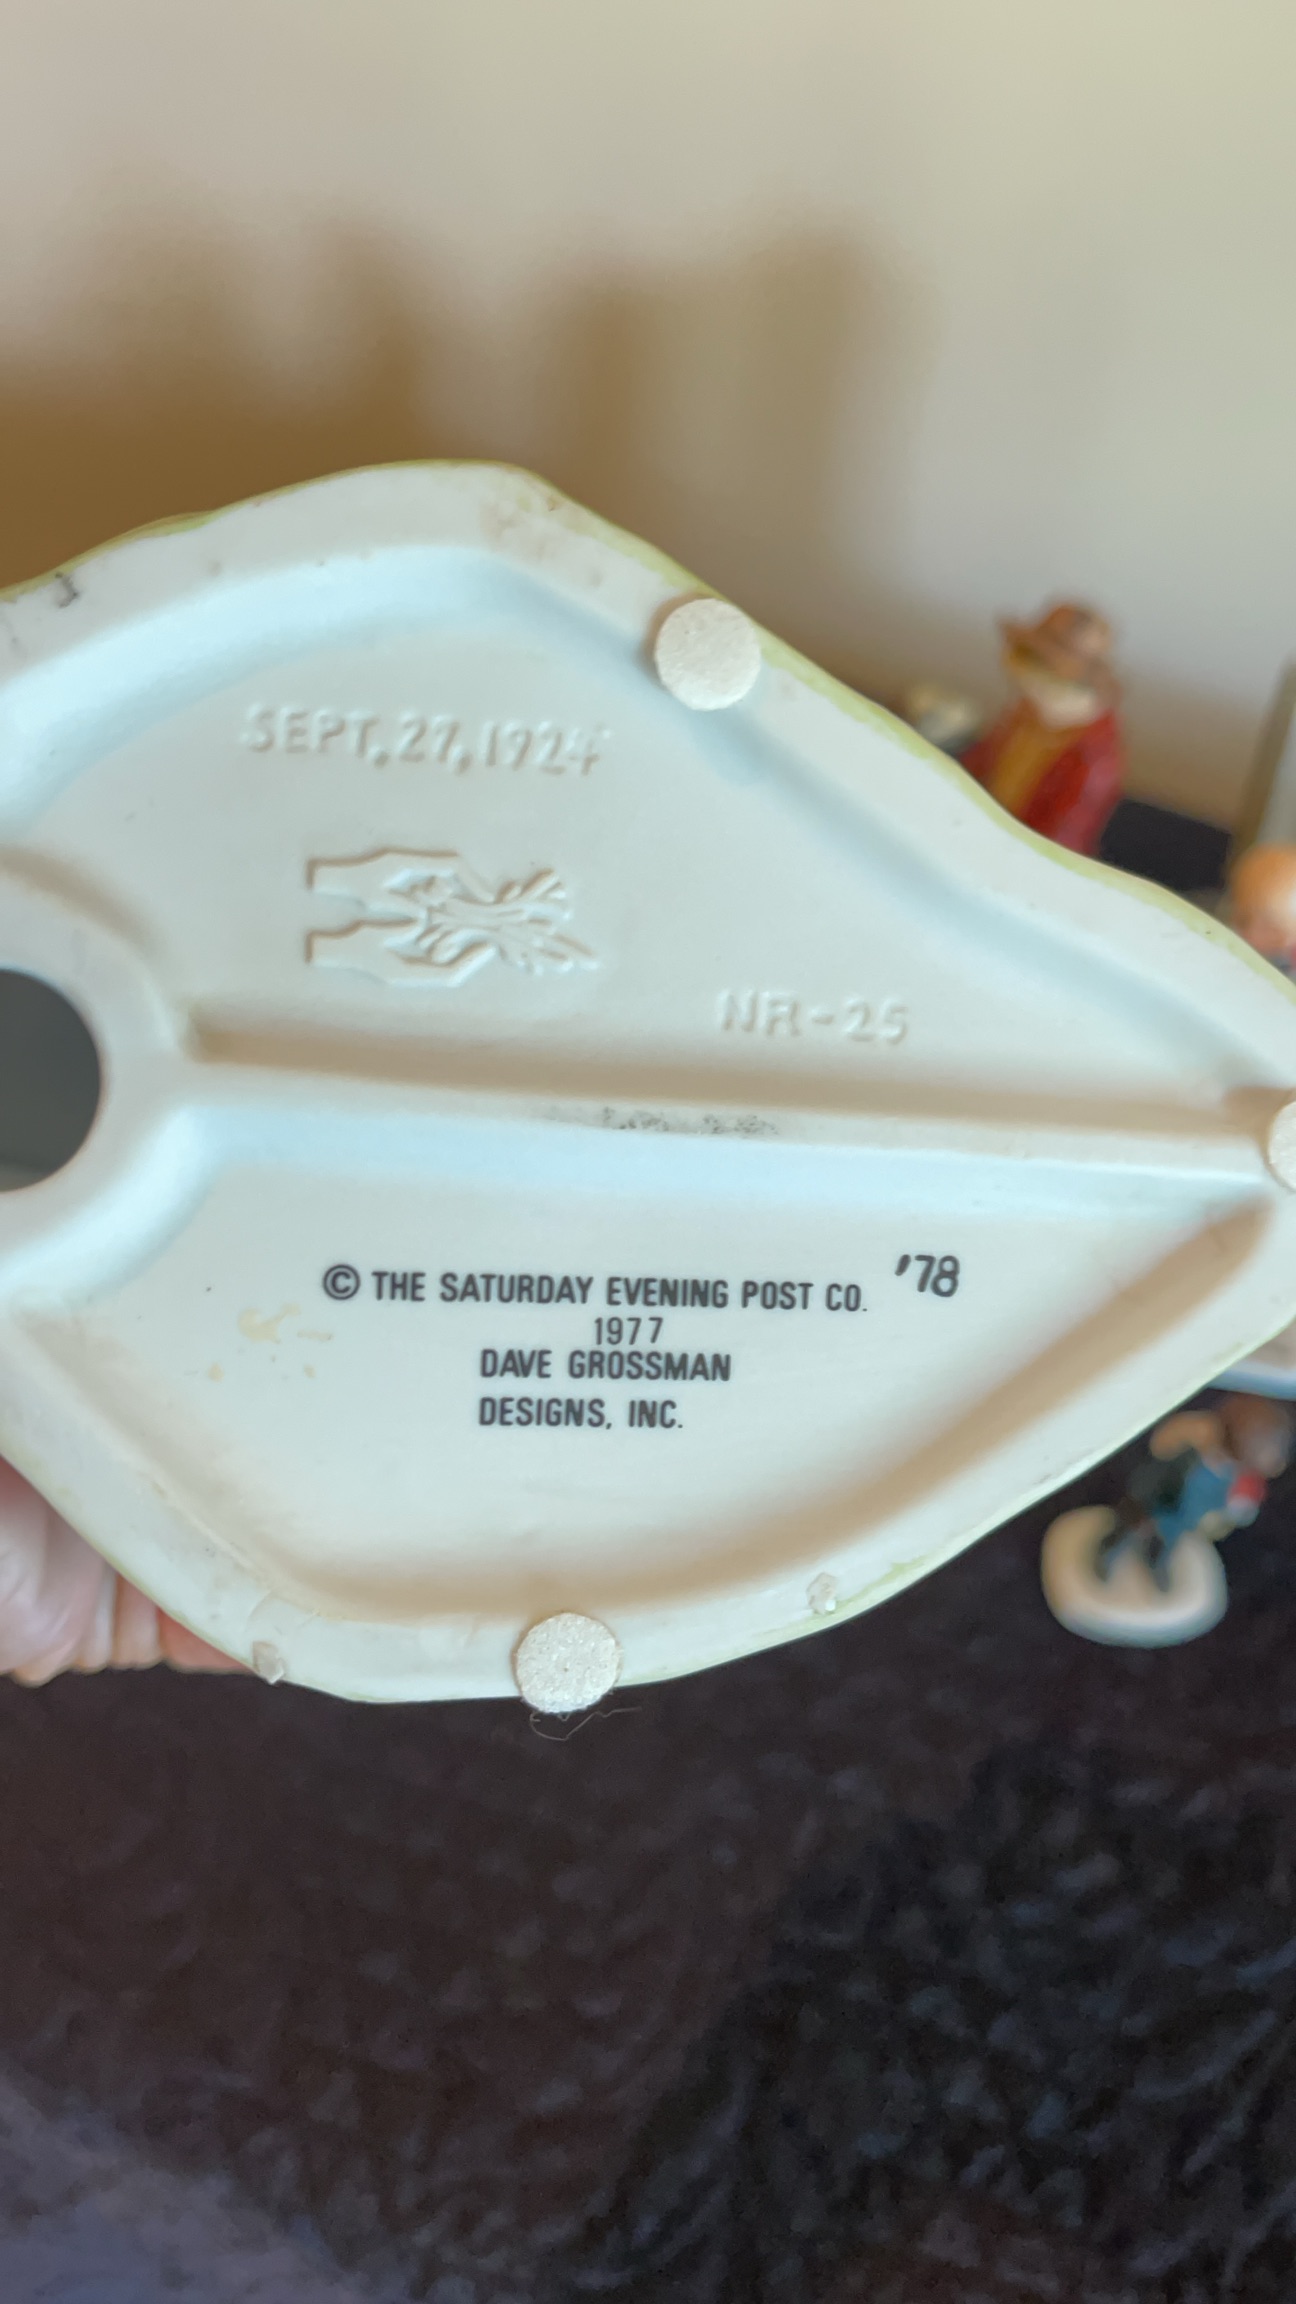 SEPT, 27, 1924
NR-25
© THE SATURDAY EVENING POST CO. '78
1977
DAVE GROSSMAN
DESIGNS, INC.